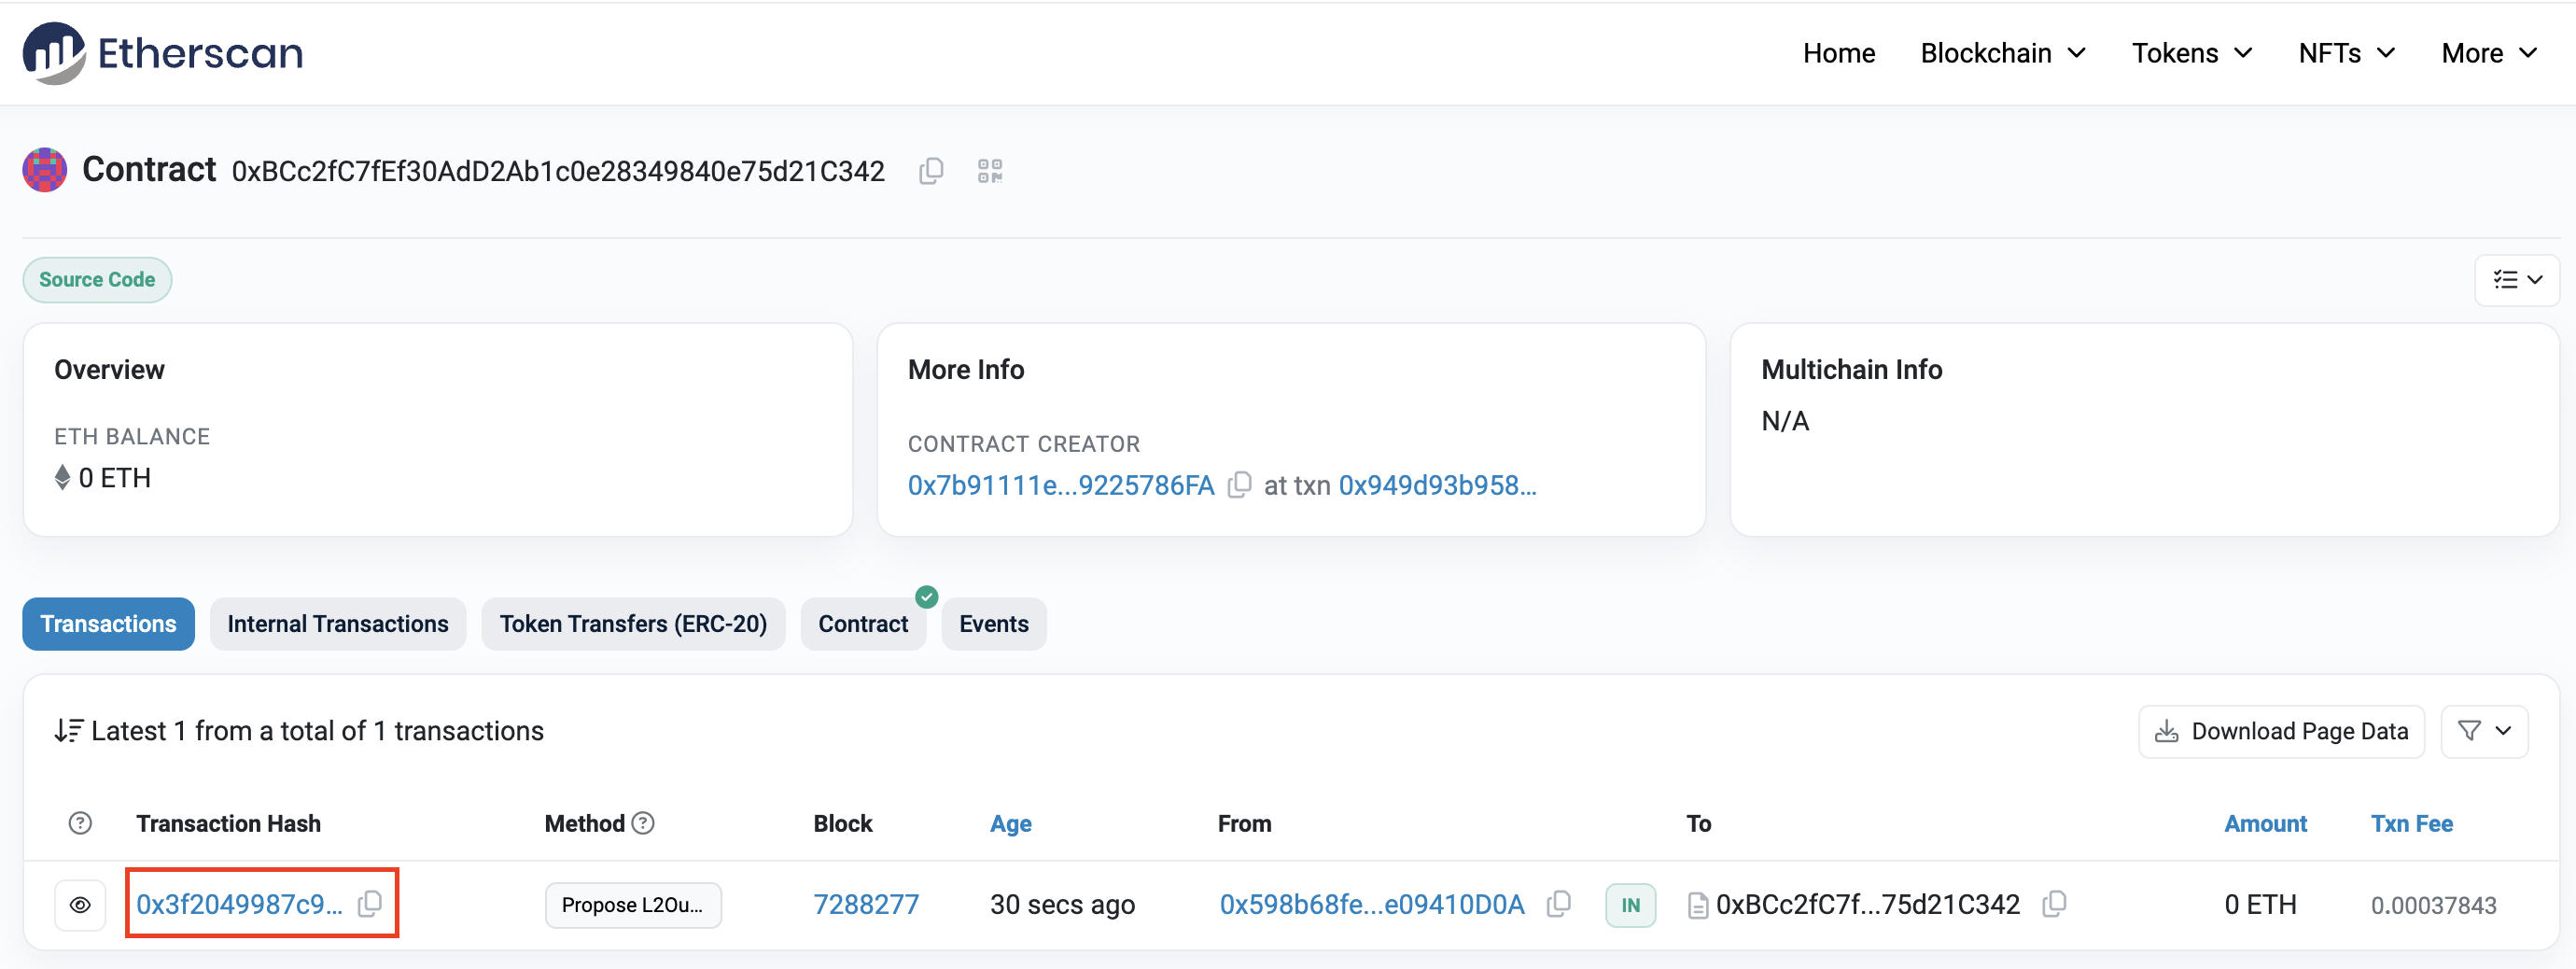 Etherscan
Home Blockchain Tokens NFTs More
Contract 0xBCc2fC7fEf30AdD2Ab1c0e28349840e75d21C342
Source Code
Overview
ETH BALANCE
0 ETH
More Info
CONTRACT CREATOR
0x7b91111e...9225786FA at txn 0x949d93b958...
Multichain Info
N/A
Transactions Internal Transactions Token Transfers (ERC-20) Contract Events
Latest 1 from a total of 1 transactions
Download Page Data
Transaction Hash Method Block Age From To Amount Txn Fee
0x3f2049987c9... Propose L2Ou... 7288277 30 secs ago 0x598b68fe...e09410D0A IN 0xBCc2fC7f...75d21C342 0 ETH 0.00037843